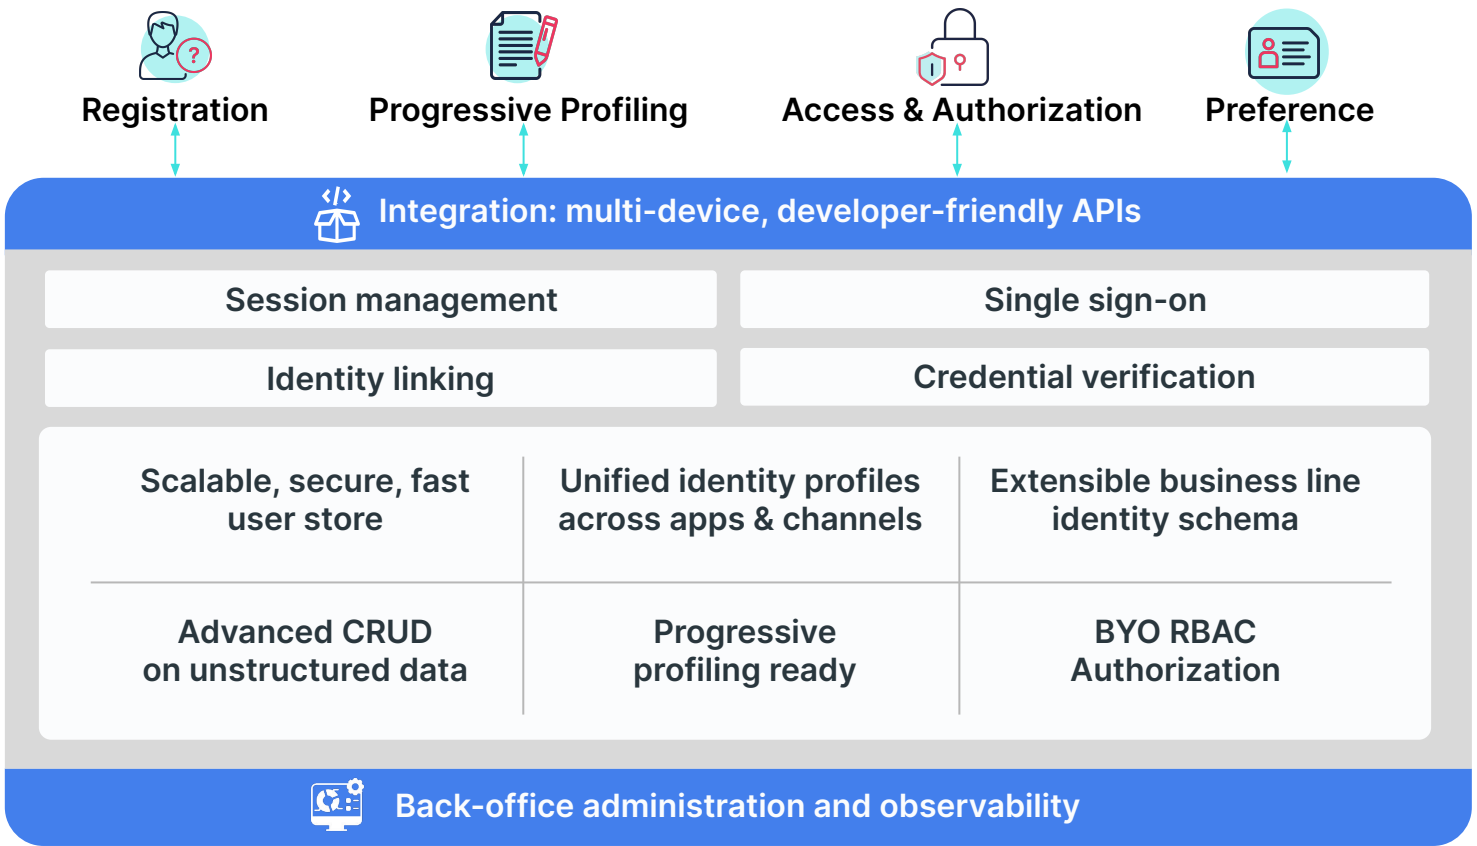 Registration
Progressive Profiling
Access & Authorization
Preference
Integration: multi-device, developer-friendly APIs
Session management
Single sign-on
Identity linking
Credential verification
Scalable, secure, fast
user store
Unified identity profiles
across apps & channels
Extensible business line
identity schema
Advanced CRUD
on unstructured data
Progressive
profiling ready
BYO RBAC
Authorization
Back-office administration and observability